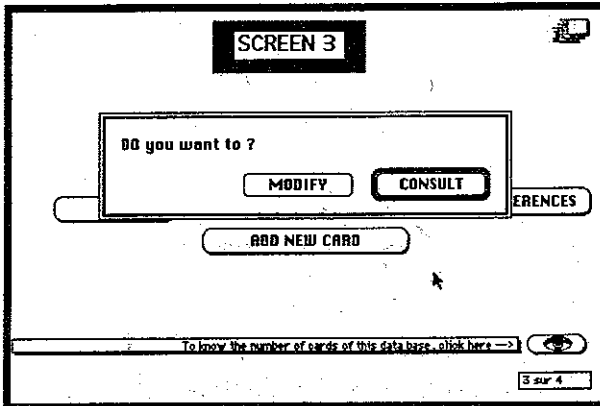 SCREEN 3
DO you want to ?
MODIFY
CONSULT
ERENCES
ADD NEW CARD
To know the number of cards of this data base, click here —>
3 sur 4